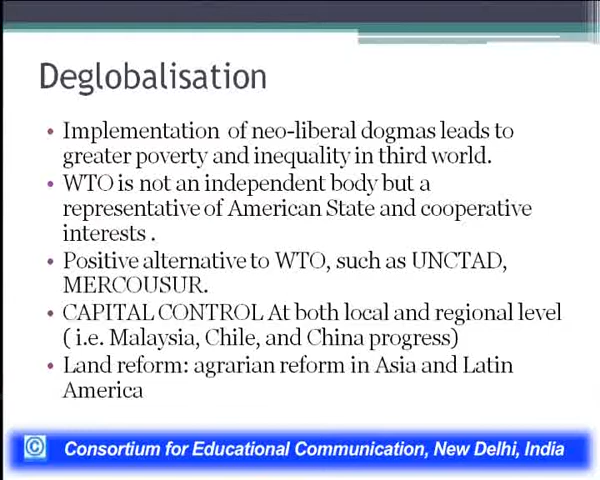 Deglobalisation
• Implementation of neo-liberal dogmas leads to
greater poverty and inequality in third world.
• WTO is not an independent body but a
representative of American State and cooperative
interests .
• Positive alternative to WTO, such as UNCTAD,
MERCOUSUR.
• CAPITAL CONTROL At both local and regional level
( i.e. Malaysia, Chile, and China progress)
• Land reform: agrarian reform in Asia and Latin
America
© Consortium for Educational Communication, New Delhi, India